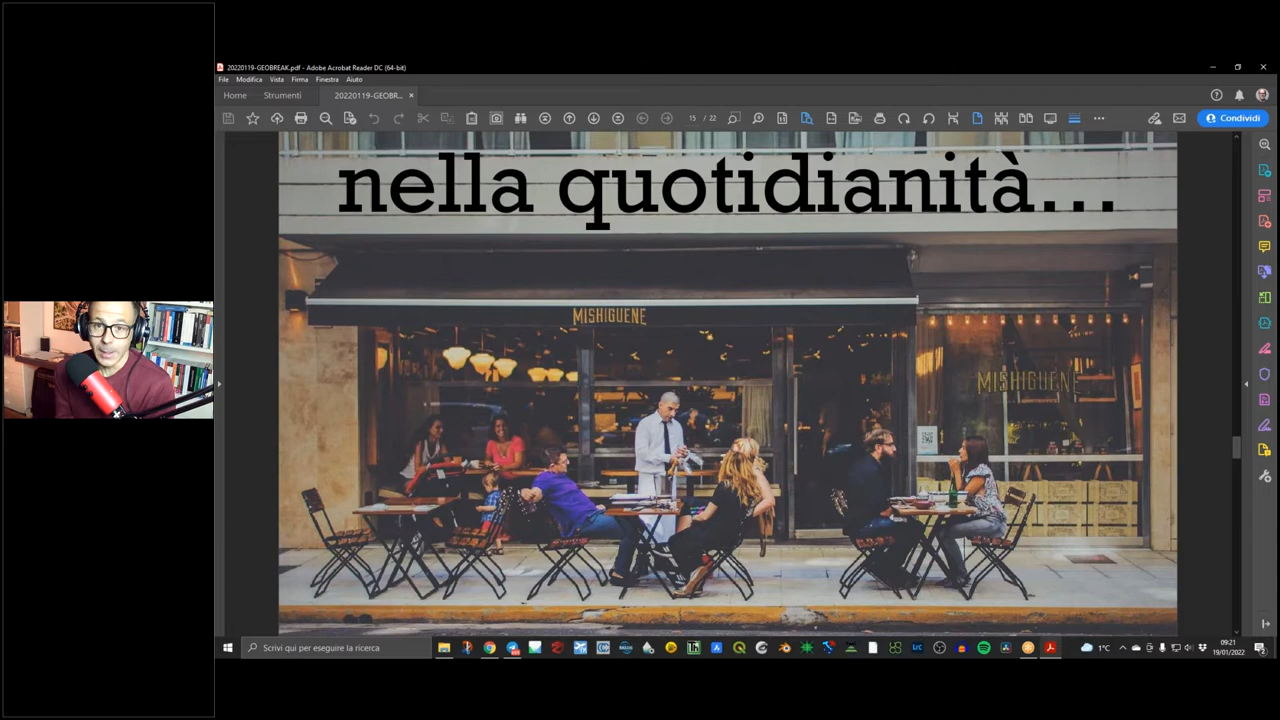 20220119-GEOBREAK.pdf - Adobe Acrobat Reader DC (64-bit)
File Modifica Vista Firma Finestra Aiuto
Home Strumenti 20220119-GEOBR... ×
15 / 22
Condividi
nella quotidianità...
MISHIGUENE
MISHIGUENE
Scrivi qui per eseguire la ricerca
1°C
09:21
19/01/2022